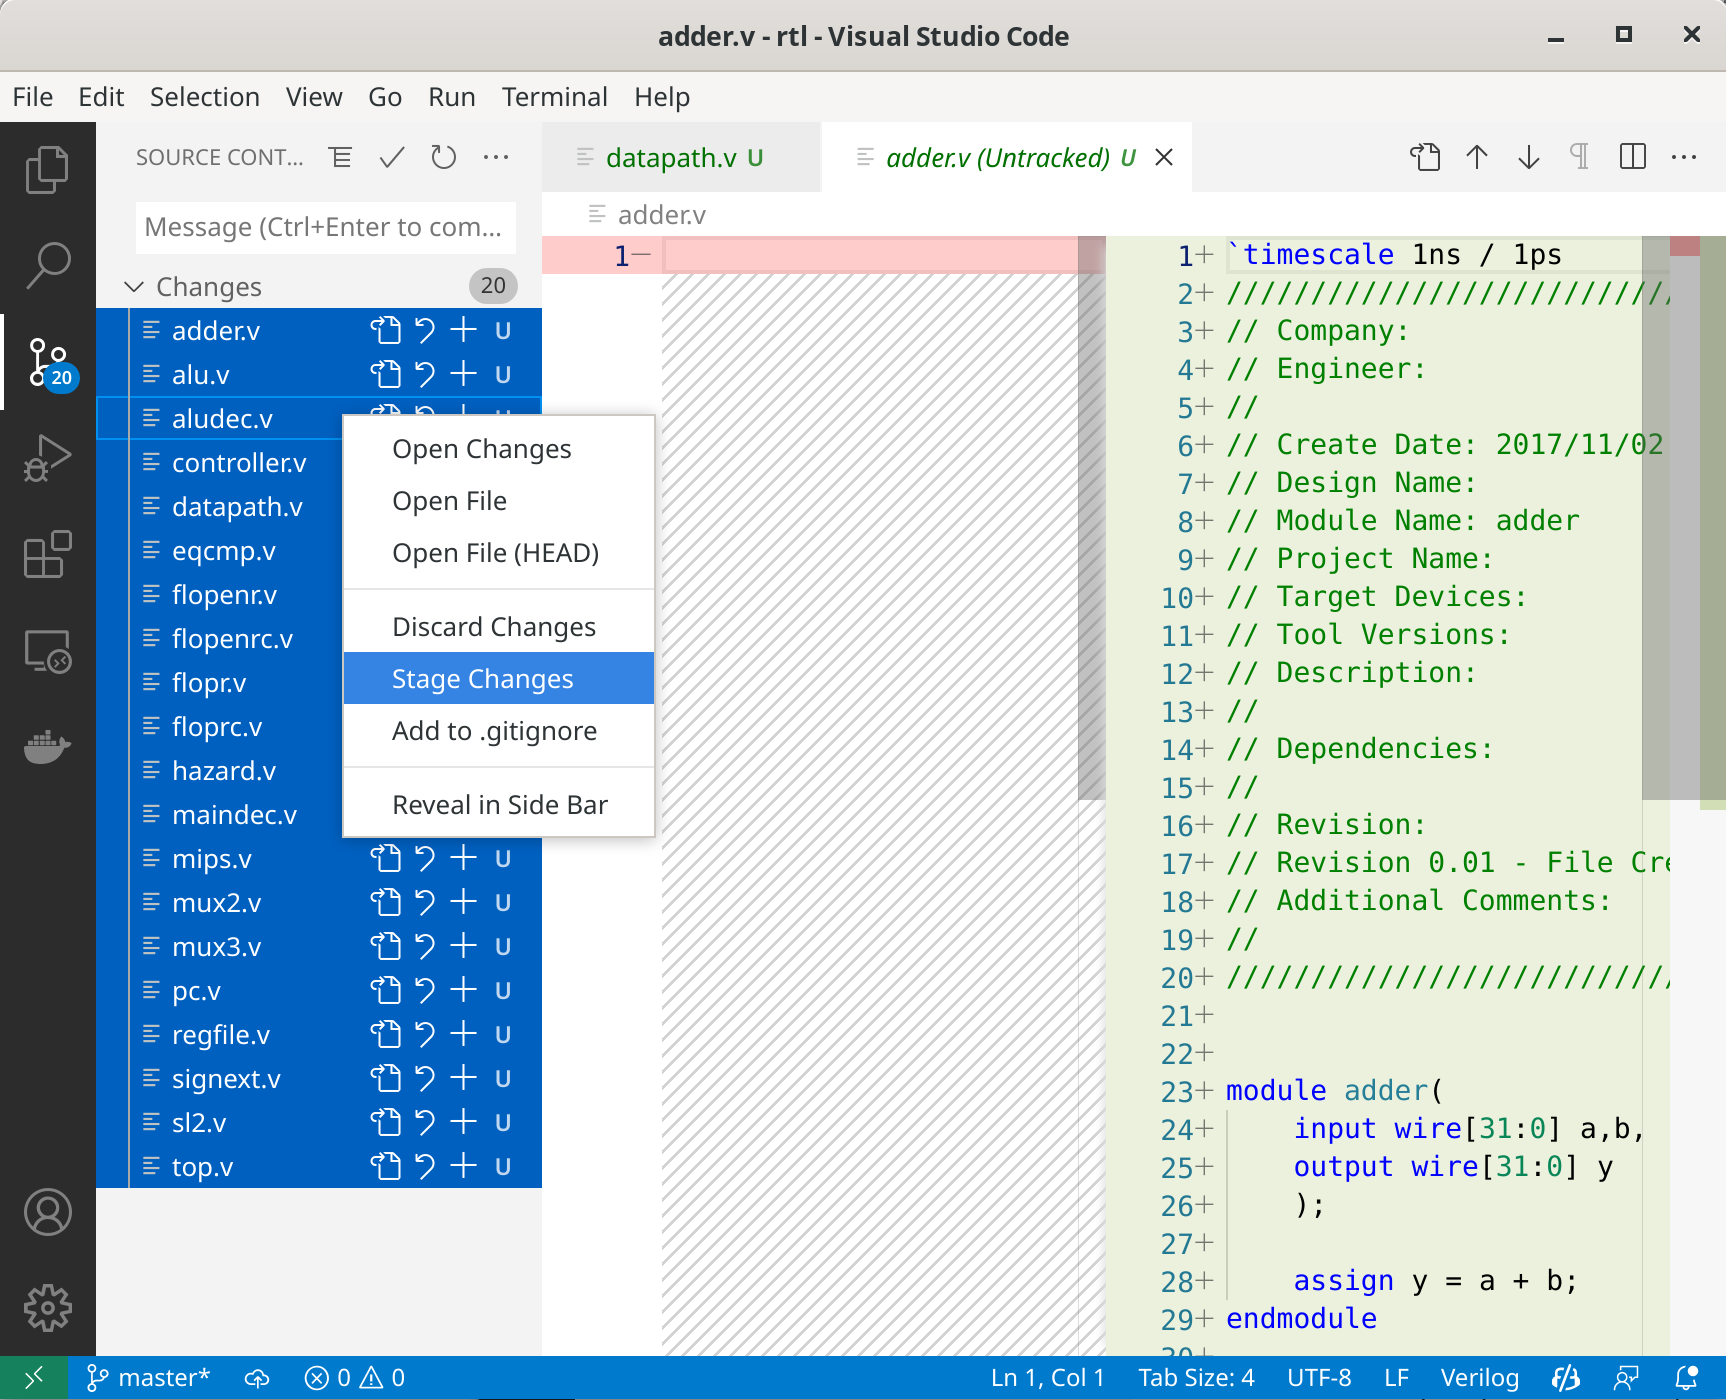 adder.v - rtl - Visual Studio Code
File Edit Selection View Go Run Terminal Help
SOURCE CONT...
Message (Ctrl+Enter to com...
Changes 20
20
adder.v U
alu.v U
aludec.v
controller.v
datapath.v
eqcmp.v
flopenr.v
flopenrc.v
flopr.v
floprc.v
hazard.v
maindec.v
mips.v U
mux2.v U
mux3.v U
pc.v U
regfile.v U
signext.v U
sl2.v U
top.v U
Open Changes
Open File
Open File (HEAD)
Discard Changes
Stage Changes
Add to .gitignore
Reveal in Side Bar
datapath.v U
adder.v (Untracked) U
adder.v
1—
1+ `timescale 1ns / 1ps
2+ ///////////////////////////
3+ // Company:
4+ // Engineer:
5+ //
6+ // Create Date: 2017/11/02
7+ // Design Name:
8+ // Module Name: adder
9+ // Project Name:
10+ // Target Devices:
11+ // Tool Versions:
12+ // Description:
13+ //
14+ // Dependencies:
15+ //
16+ // Revision:
17+ // Revision 0.01 - File Cre
18+ // Additional Comments:
19+ //
20+ ///////////////////////////
21+
22+
23+ module adder(
24+ input wire[31:0] a,b,
25+ output wire[31:0] y
26+ );
27+
28+ assign y = a + b;
29+ endmodule
30+
master* 0 0 Ln 1, Col 1 Tab Size: 4 UTF-8 LF Verilog